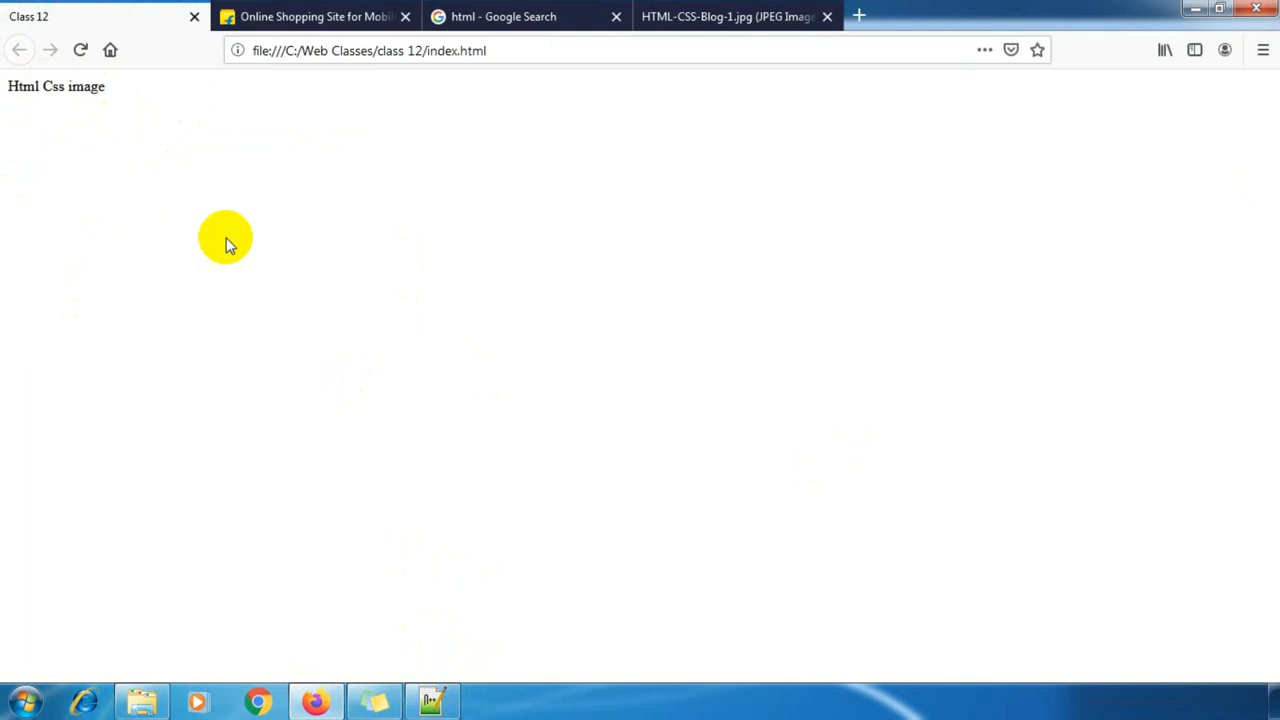 Class 12
Online Shopping Site for Mobil
html - Google Search
HTML-CSS-Blog-1.jpg (JPEG Image
file:///C:/Web Classes/class 12/index.html
Html Css image